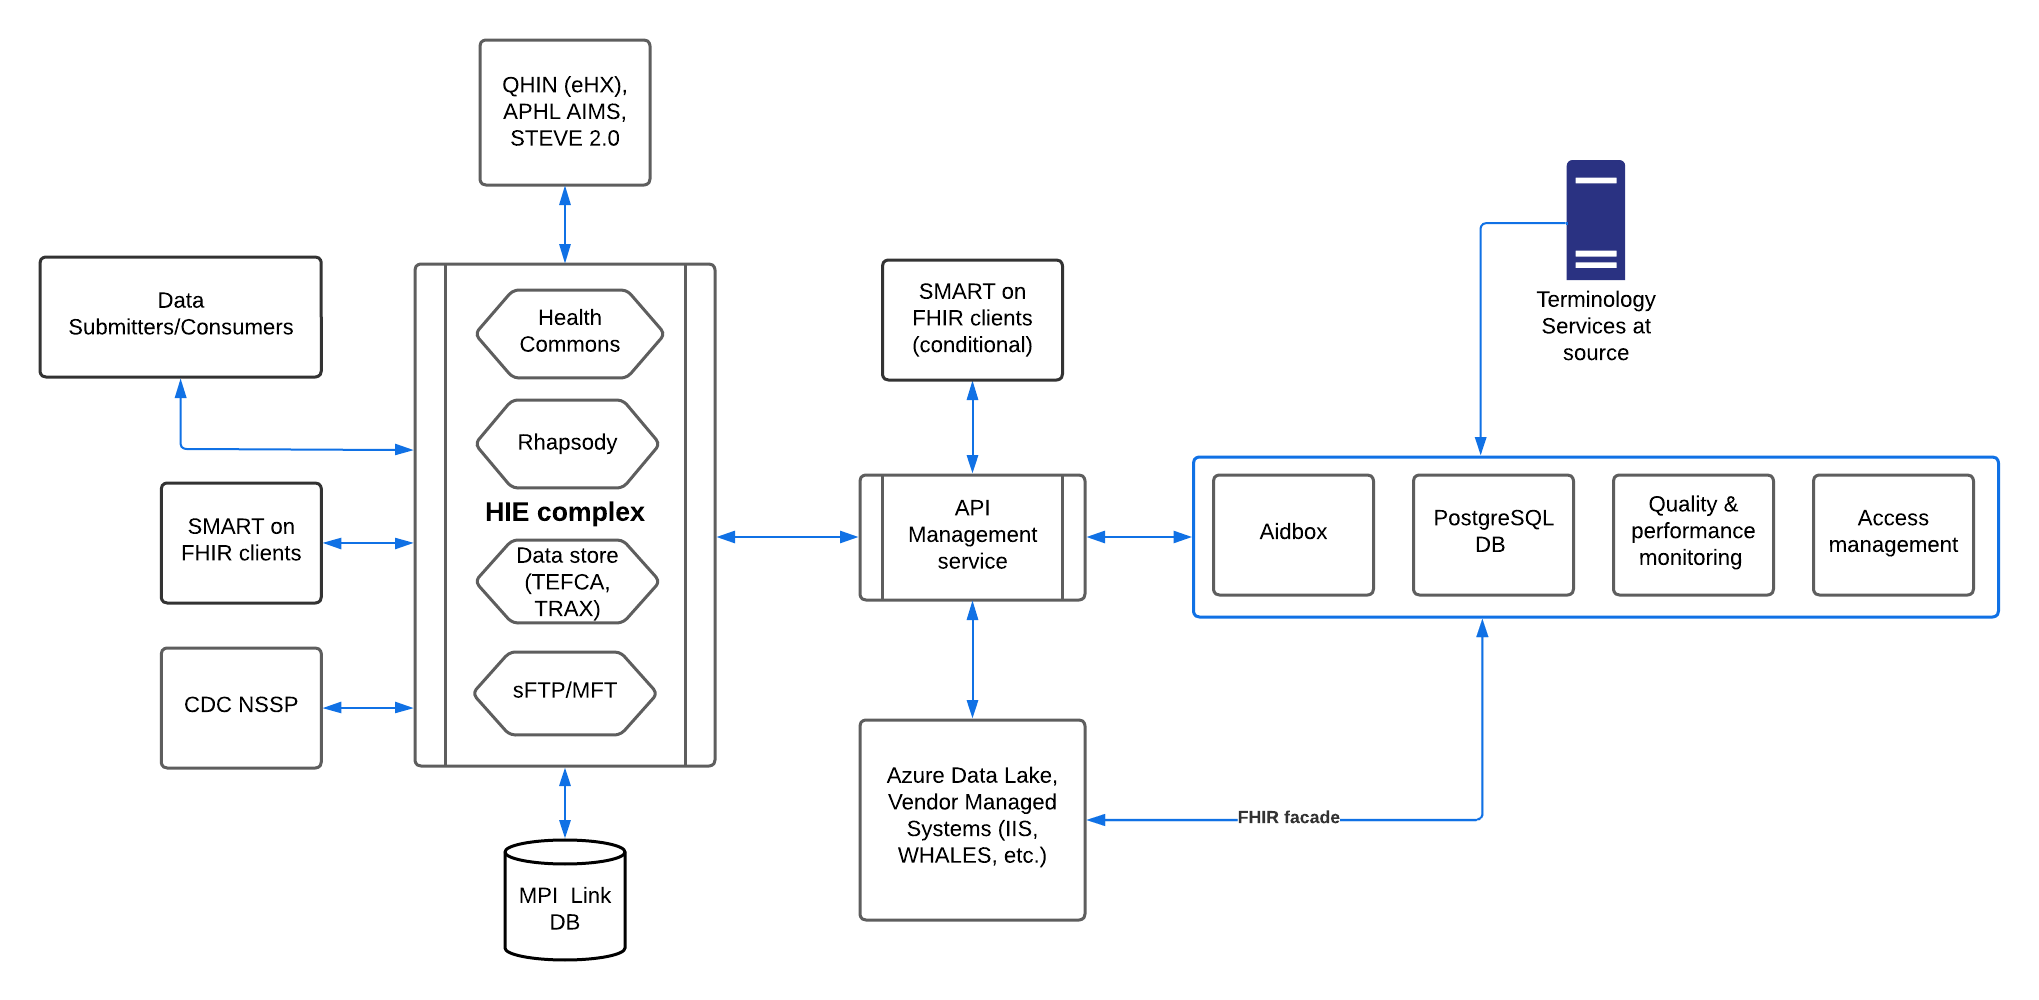 QHIN (eHX),
APHL AIMS,
STEVE 2.0
Data
Submitters/Consumers
SMART on
FHIR clients
CDC NSSP
Health
Commons
Rhapsody
HIE complex
Data store
(TEFCA,
TRAX)
sFTP/MFT
MPI  Link
DB
SMART on
FHIR clients
(conditional)
API
Management
service
Azure Data Lake,
Vendor Managed
Systems (IIS,
WHALES, etc.)
FHIR facade
Terminology
Services at
source
Aidbox
PostgreSQL
DB
Quality &
performance
monitoring
Access
management